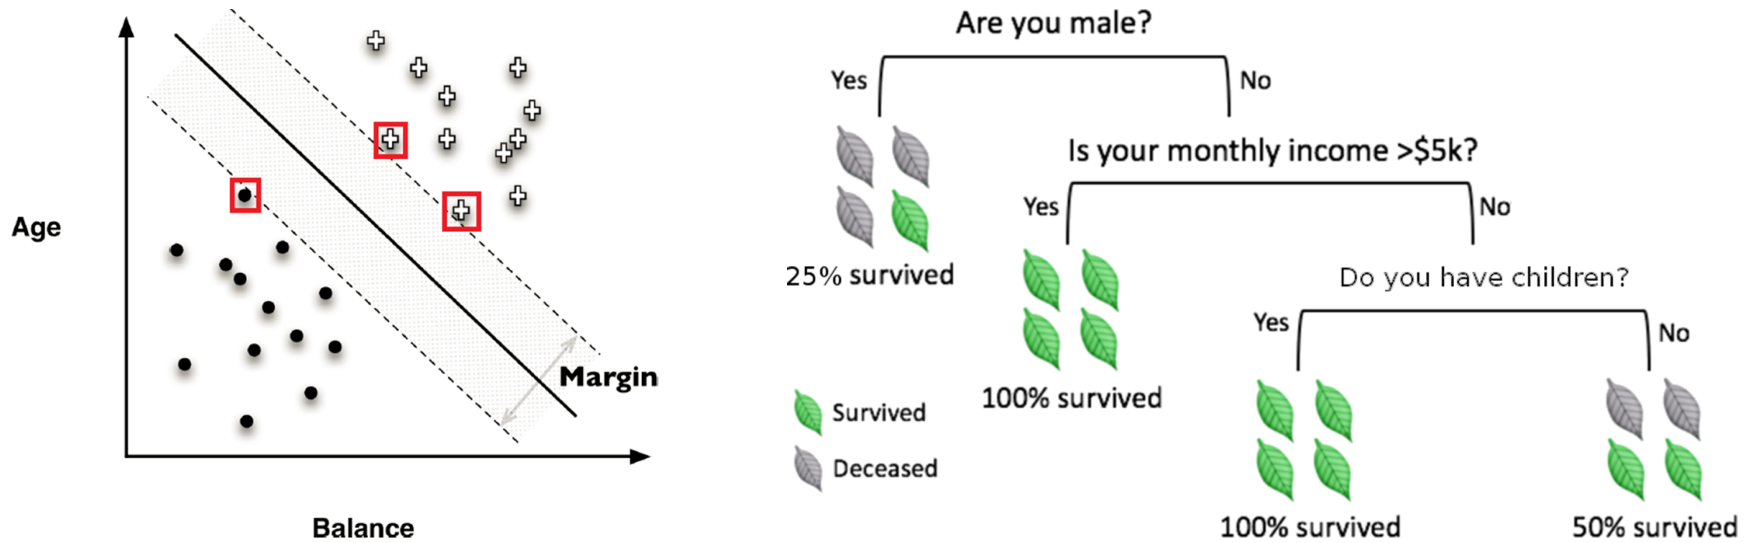 Age
Margin
Balance
Are you male?
Yes
No
25% survived
Is your monthly income >$5k?
Yes
No
100% survived
Do you have children?
Yes
No
100% survived
50% survived
Survived
Deceased